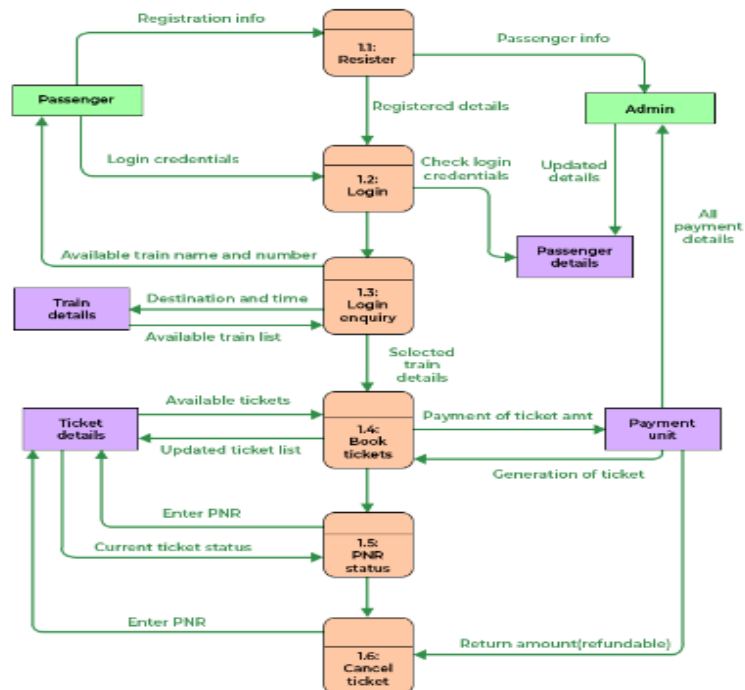 Registration info
1.1:
Resister
Passenger info
Passenger
Admin
Registered details
Login credentials
1.2:
Login
Check login
credentials
Updated
details
All
payment
details
Available train name and number
Passenger
details
1.3:
Login
enquiry
Train
details
Destination and time
Available train list
Selected
train
details
Available tickets
Ticket
details
1.4:
Book
tickets
Payment of ticket amt
Payment
unit
Updated ticket list
Generation of ticket
Enter PNR
1.5:
PNR
status
Current ticket status
Enter PNR
1.6:
Cancel
ticket
Return amount(refundable)